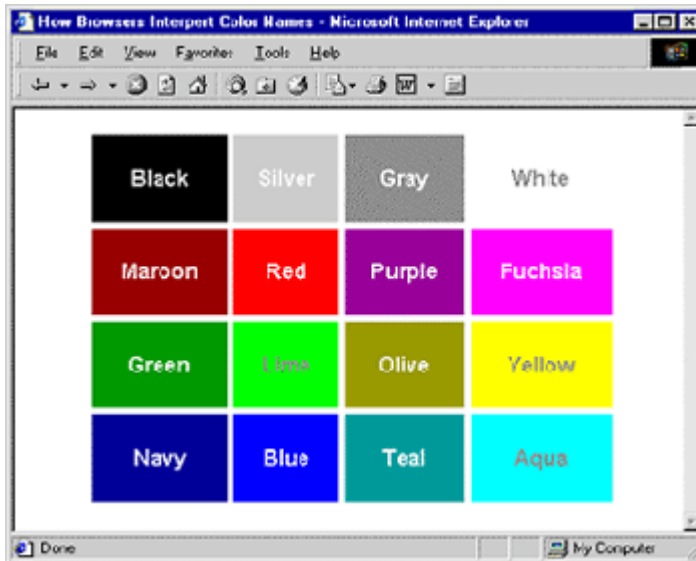 How Browsers Interpert Color Names - Microsoft Internet Explorer
File Edit View Favorites Tools Help
W
Black Silver Gray White
Maroon Red Purple Fuchsia
Green Lime Olive Yellow
Navy Blue Teal Aqua
Done My Computer